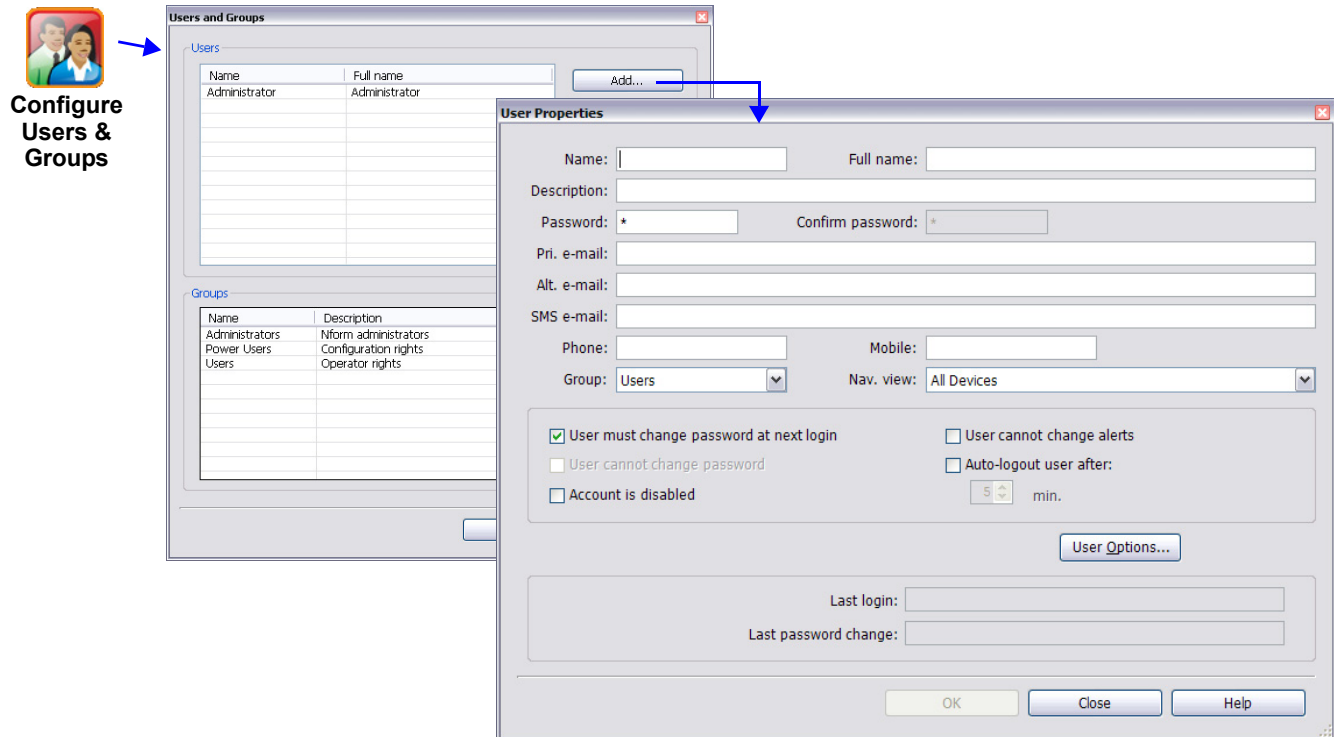 Configure
Users &
Groups
Users and Groups
Users
Name Full name
Administrator Administrator
Add...
Groups
Name Description
Administrators Nform administrators
Power Users Configuration rights
Users Operator rights
User Properties
Name: Full name:
Description:
Password: * Confirm password: *
Pri. e-mail:
Alt. e-mail:
SMS e-mail:
Phone: Mobile:
Group: Users Nav. view: All Devices
User must change password at next login User cannot change alerts
User cannot change password Auto-logout user after:
Account is disabled 5 min.
User Options...
Last login:
Last password change:
OK Close Help